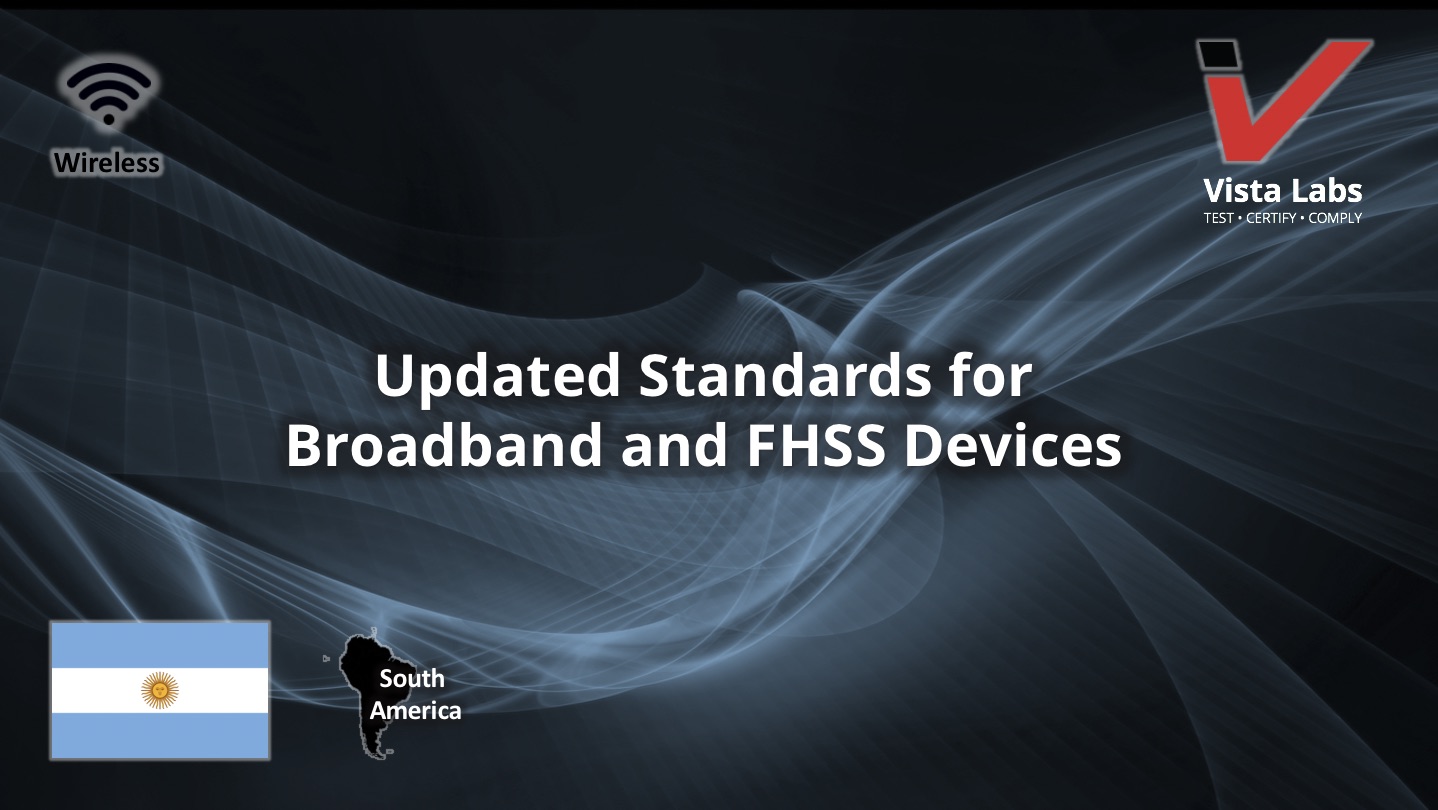 Wireless
Vista Labs
TEST • CERTIFY • COMPLY
Updated Standards for
Broadband and FHSS Devices
South
America